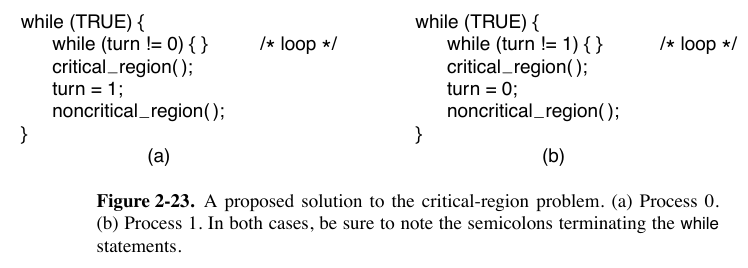 while (TRUE) {
while (turn != 0) { } /* loop */
critical_region( );
turn = 1;
noncritical_region( );
}
(a)
while (TRUE) {
while (turn != 1) { } /* loop */
critical_region( );
turn = 0;
noncritical_region( );
}
(b)
Figure 2-23. A proposed solution to the critical-region problem. (a) Process 0.
(b) Process 1. In both cases, be sure to note the semicolons terminating the while
statements.